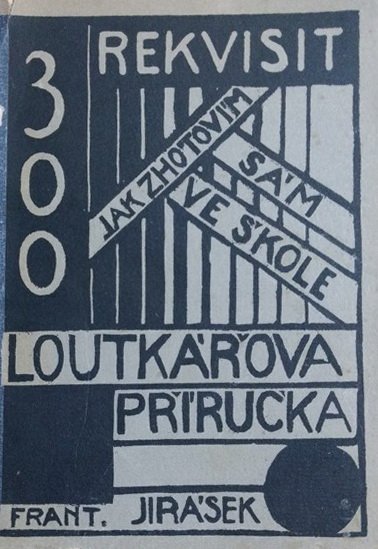 300
REKVISIT
JAK ZHOTOVÍM
SÁM
VE ŠKOLE
LOUTKÁŘOVA
PŘÍRUČKA
FRANT. JIRÁSEK